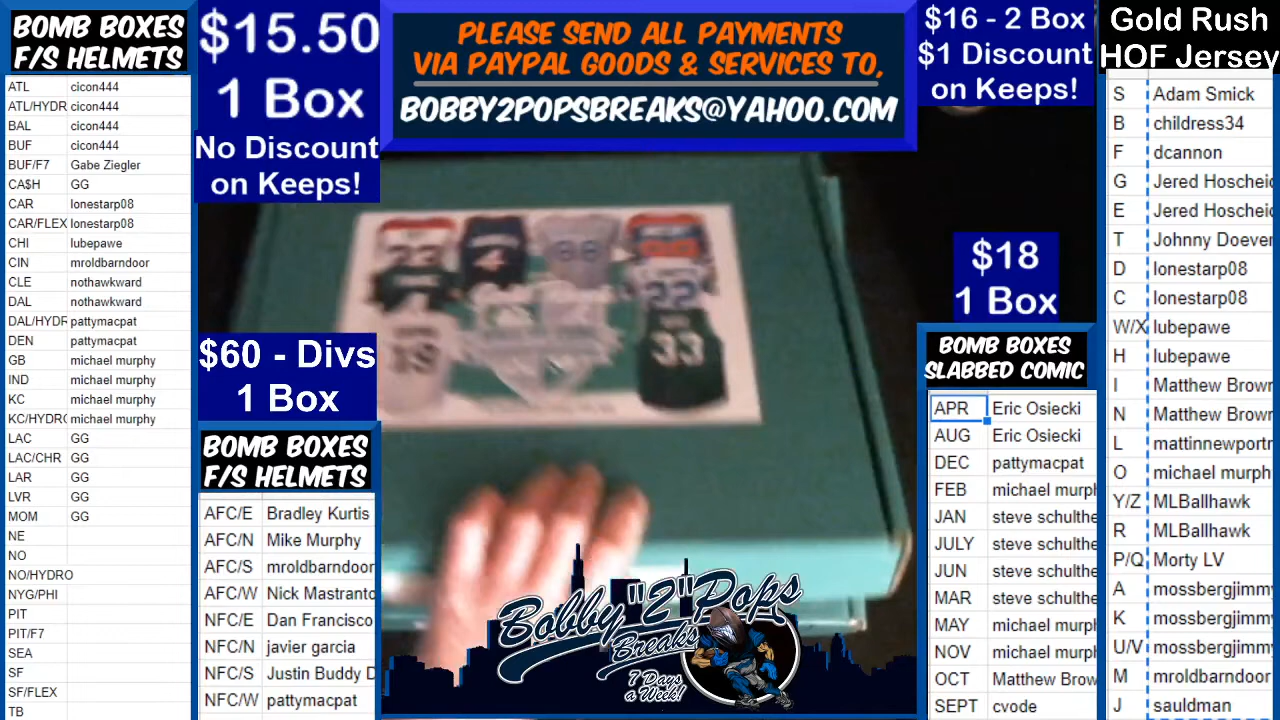 BOMB BOXES
F/S HELMETS
ATL cicon444
ATL/HYDR cicon444
BAL cicon444
BUF cicon444
BUF/F7 Gabe Ziegler
CA$H GG
CAR lonestarp08
CAR/FLEX lonestarp08
CHI lubepawe
CIN mroldbarndoor
CLE nothawkward
DAL nothawkward
DAL/HYDR pattymacpat
DEN pattymacpat
GB michael murphy
IND michael murphy
KC michael murphy
KC/HYDR michael murphy
LAC GG
LAC/CHR GG
LAR GG
LVR GG
MOM GG
NE
NO
NO/HYDRO
NYG/PHI
PIT
PIT/F7
SEA
SF
SF/FLEX
TB
$15.50
1 Box
No Discount
on Keeps!
$60 - Divs
1 Box
BOMB BOXES
F/S HELMETS
AFC/E Bradley Kurtis
AFC/N Mike Murphy
AFC/S mroldbarndoor
AFC/W Nick Mastranto
NFC/E Dan Francisco
NFC/N javier garcia
NFC/S Justin Buddy D
NFC/W pattymacpat
PLEASE SEND ALL PAYMENTS
VIA PAYPAL GOODS & SERVICES TO,
BOBBY2POPSBREAKS@YAHOO.COM
4
33
Bobby "2" Pops
Breaks
7 Days
a Week!
$16 - 2 Box
$1 Discount
on Keeps!
$18
1 Box
BOMB BOXES
SLABBED COMIC
APR Eric Osiecki
AUG Eric Osiecki
DEC pattymacpat
FEB michael murph
JAN steve schulthe
JULY steve schulthe
JUN steve schulthe
MAR steve schulthe
MAY michael murph
NOV michael murph
OCT Matthew Brow
SEPT cvode
Gold Rush
HOF Jersey
S Adam Smick
B childress34
F dcannon
G Jered Hoscheid
E Jered Hoscheid
T Johnny Doever
D lonestarp08
C lonestarp08
W/X lubepawe
H lubepawe
I Matthew Brown
N Matthew Brown
L mattinnewportr
O michael murph
Y/Z MLBallhawk
R MLBallhawk
P/Q Morty LV
A mossbergjimmy
K mossbergjimmy
U/V mossbergjimmy
M mroldbarndoor
J sauldman